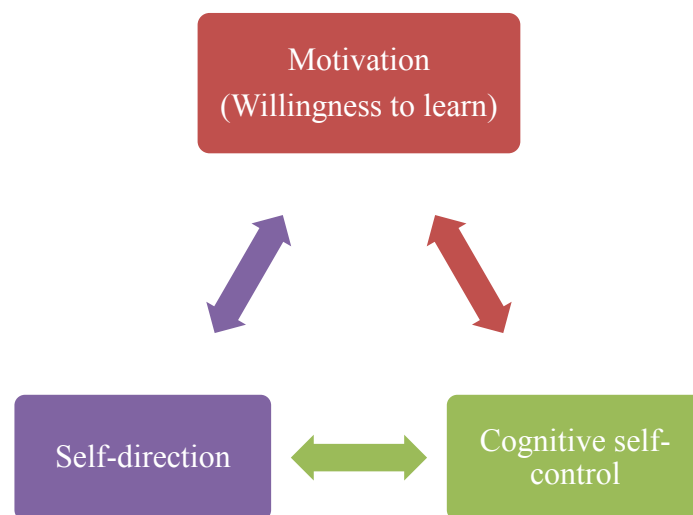 Motivation
(Willingness to learn)
Self-direction
Cognitive self-
control